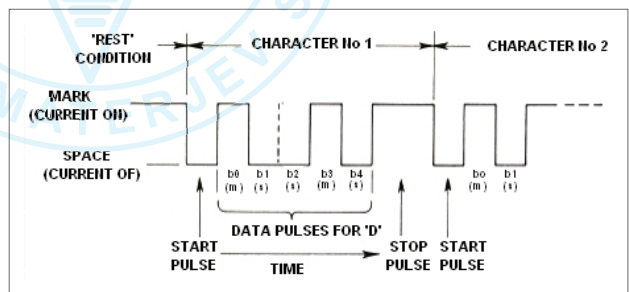 'REST'
CONDITION
CHARACTER No 1
CHARACTER No 2
MARK
(CURRENT ON)
SPACE
(CURRENT OF)
b0 b1 b2 b3 b4 bo b1
(m) (s) (s) (m) (s) (m) (s)
DATA PULSES FOR 'D'
START
PULSE
TIME
STOP
PULSE
START
PULSE
MATERJEVS